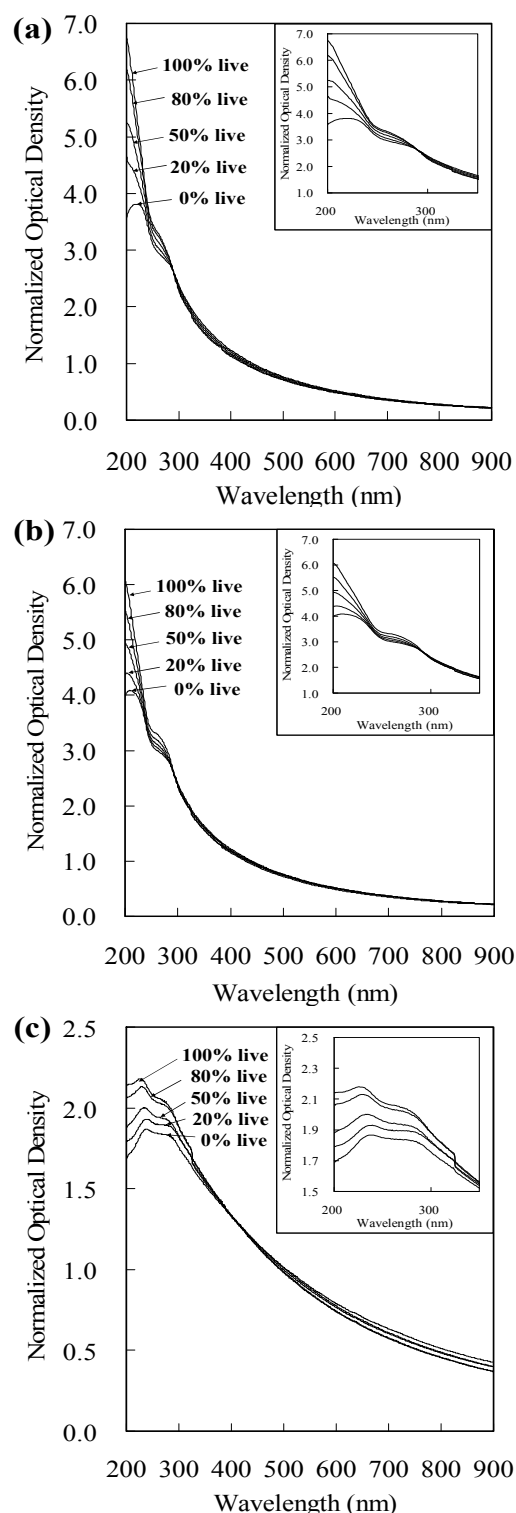 (a)
7.0
6.0
5.0
4.0
3.0
2.0
1.0
0.0
Normalized Optical Density
100% live
80% live
50% live
20% live
0% live
7.0
6.0
5.0
4.0
3.0
2.0
1.0
Normalized Optical Density
200 300
Wavelength (nm)
200 300 400 500 600 700 800 900
Wavelength (nm)
(b)
7.0
6.0
5.0
4.0
3.0
2.0
1.0
0.0
Normalized Optical Density
100% live
80% live
50% live
20% live
0% live
7.0
6.0
5.0
4.0
3.0
2.0
1.0
Normalized Optical Density
200 300
Wavelength (nm)
200 300 400 500 600 700 800 900
Wavelength (nm)
(c)
2.5
2.0
1.5
1.0
0.5
0.0
Normalized Optical Density
100% live
80% live
50% live
20% live
0% live
2.5
2.3
2.1
1.9
1.7
1.5
Normalized Optical Density
200 300
Wavelength (nm)
200 300 400 500 600 700 800 900
Wavelength (nm)